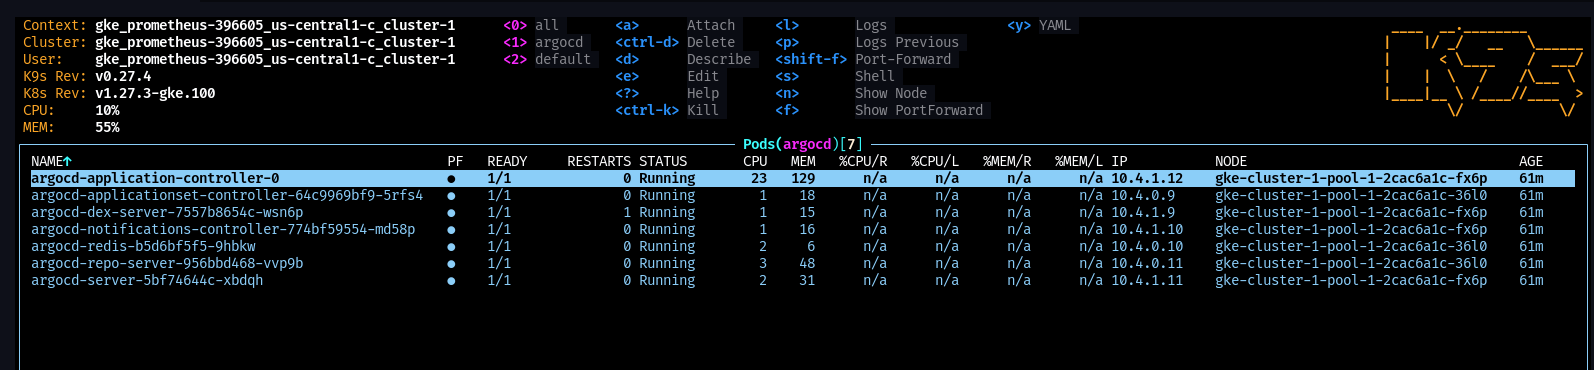 Context: gke_prometheus-396605_us-central1-c_cluster-1 <0> all <a> Attach <l> Logs <y> YAML
Cluster: gke_prometheus-396605_us-central1-c_cluster-1 <1> argocd <ctrl-d> Delete <p> Logs Previous
User: gke_prometheus-396605_us-central1-c_cluster-1 <2> default <d> Describe <shift-f> Port-Forward
K9s Rev: v0.27.4 <e> Edit <s> Shell
K8s Rev: v1.27.3-gke.100 <?> Help <n> Show Node
CPU: 10% <ctrl-k> Kill <f> Show PortForward
MEM: 55%
Pods(argocd)[7]
NAME↑ PF READY RESTARTS STATUS CPU MEM %CPU/R %CPU/L %MEM/R %MEM/L IP NODE AGE
argocd-application-controller-0 ● 1/1 0 Running 23 129 n/a n/a n/a n/a 10.4.1.12 gke-cluster-1-pool-1-2cac6a1c-fx6p 61m
argocd-applicationset-controller-64c9969bf9-5rfs4 ● 1/1 0 Running 1 18 n/a n/a n/a n/a 10.4.0.9 gke-cluster-1-pool-1-2cac6a1c-36l0 61m
argocd-dex-server-7557b8654c-wsn6p ● 1/1 1 Running 1 15 n/a n/a n/a n/a 10.4.1.9 gke-cluster-1-pool-1-2cac6a1c-fx6p 61m
argocd-notifications-controller-774bf59554-md58p ● 1/1 0 Running 1 16 n/a n/a n/a n/a 10.4.1.10 gke-cluster-1-pool-1-2cac6a1c-fx6p 61m
argocd-redis-b5d6bf5f5-9hbkw ● 1/1 0 Running 2 6 n/a n/a n/a n/a 10.4.0.10 gke-cluster-1-pool-1-2cac6a1c-36l0 61m
argocd-repo-server-956bbd468-vvp9b ● 1/1 0 Running 3 48 n/a n/a n/a n/a 10.4.0.11 gke-cluster-1-pool-1-2cac6a1c-36l0 61m
argocd-server-5bf74644c-xbdqh ● 1/1 0 Running 2 31 n/a n/a n/a n/a 10.4.1.11 gke-cluster-1-pool-1-2cac6a1c-fx6p 61m